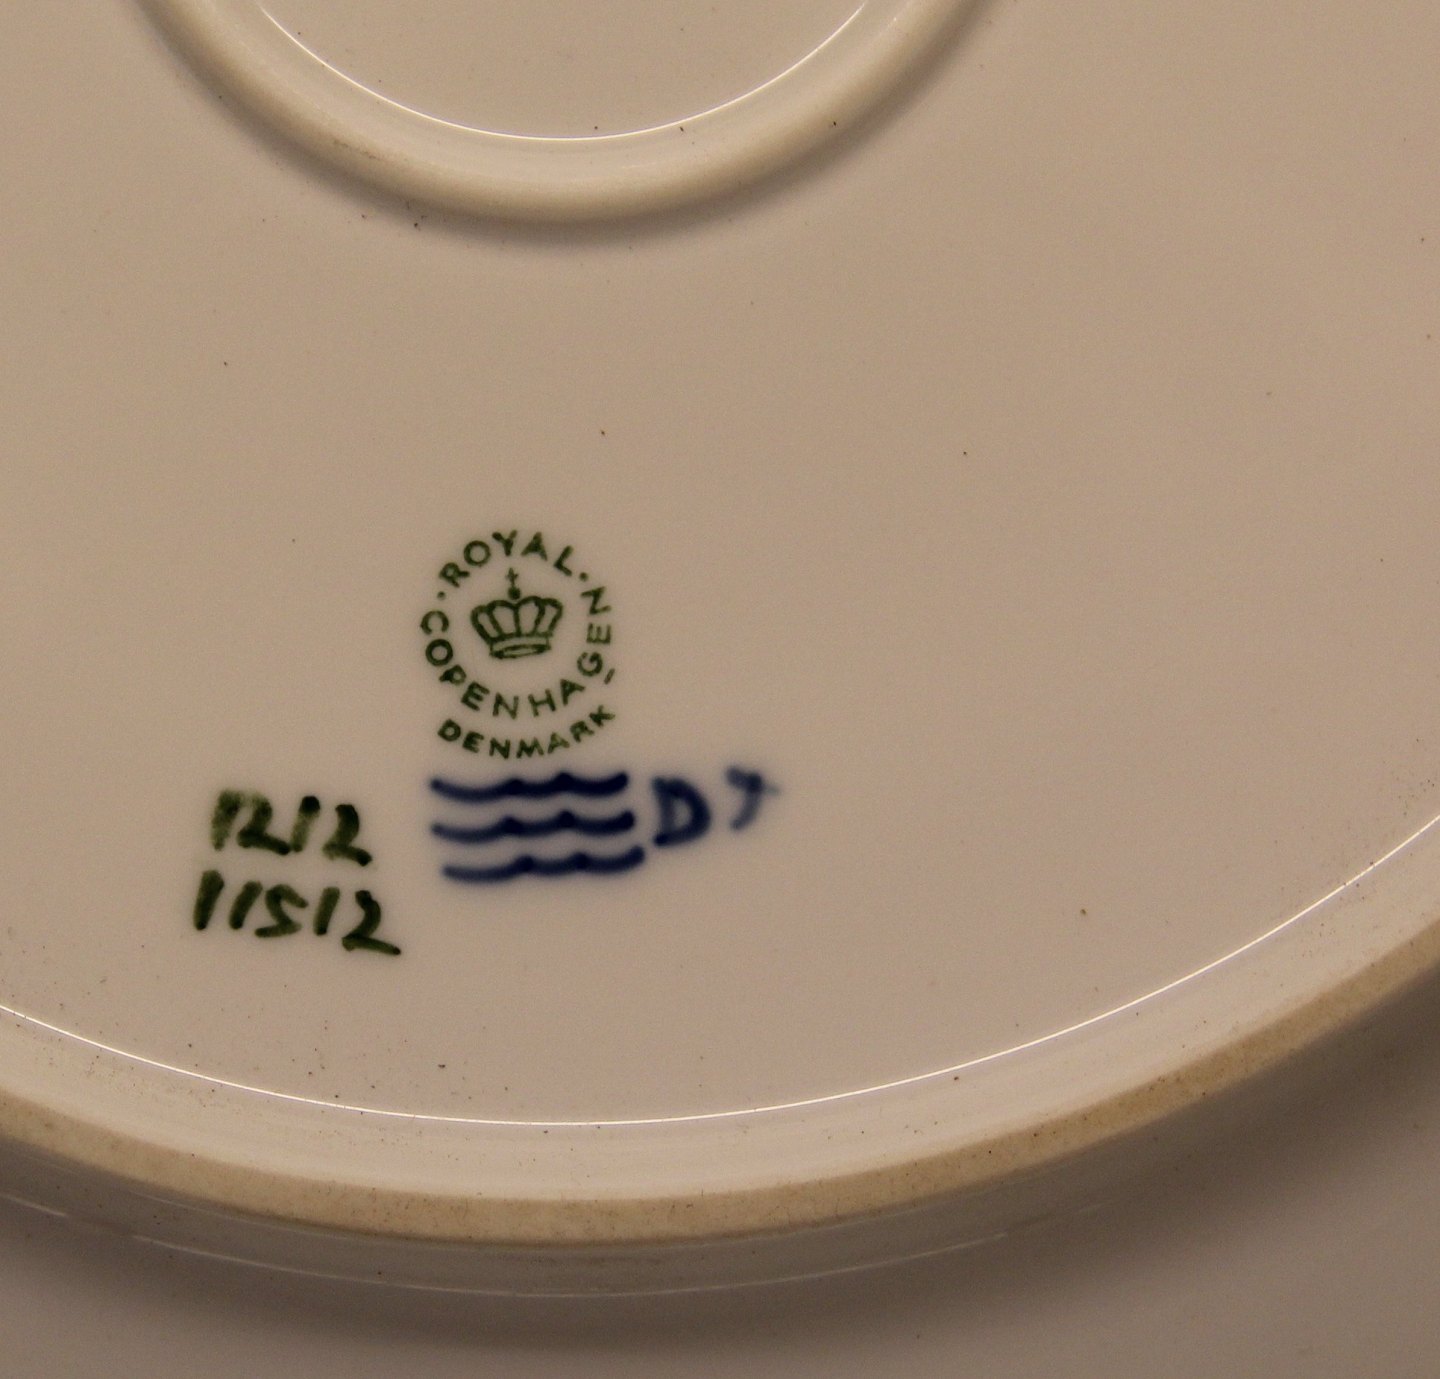 ROYAL
COPENHAGEN
DENMARK
1212
11512